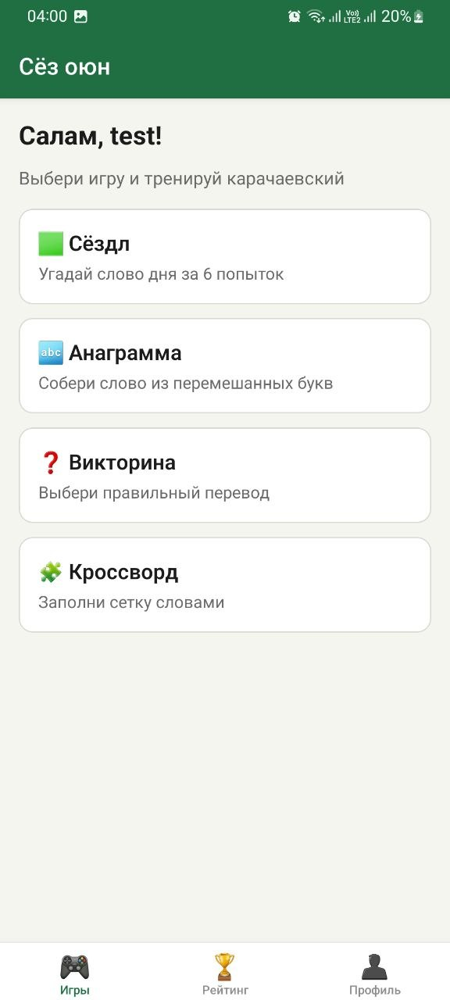 04:00 Vo)) LTE2 20%
Сёз оюн
Салам, test!
Выбери игру и тренируй карачаевский
Сёздл
Угадай слово дня за 6 попыток
abc Анаграмма
Собери слово из перемешанных букв
❓ Викторина
Выбери правильный перевод
Кроссворд
Заполни сетку словами
Игры Рейтинг Профиль